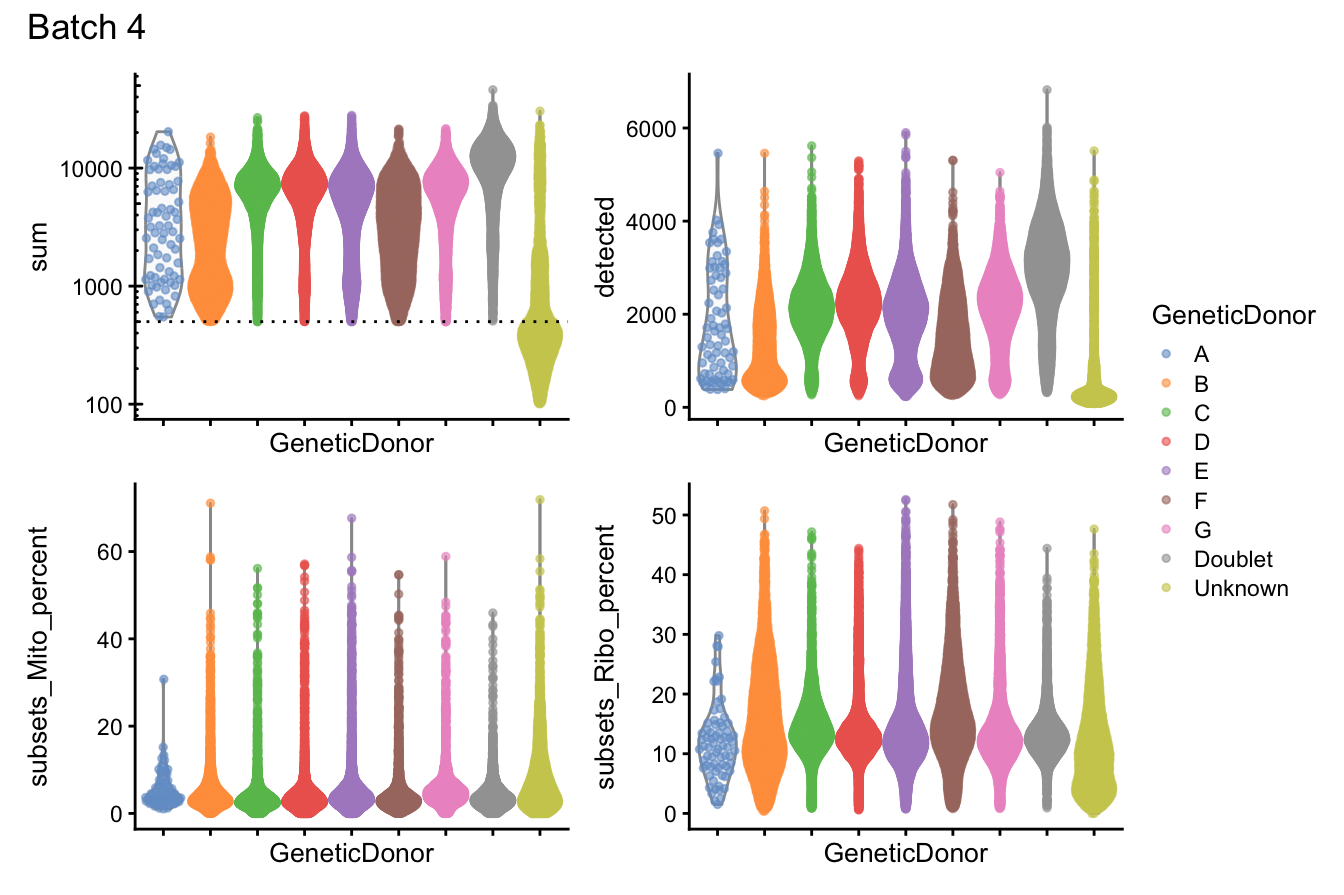 Batch 4
sum
10000
1000
100
GeneticDonor
detected
6000
4000
2000
0
GeneticDonor
subsets_Mito_percent
60
40
20
0
GeneticDonor
subsets_Ribo_percent
50
40
30
20
10
0
GeneticDonor
GeneticDonor
A
B
C
D
E
F
G
Doublet
Unknown